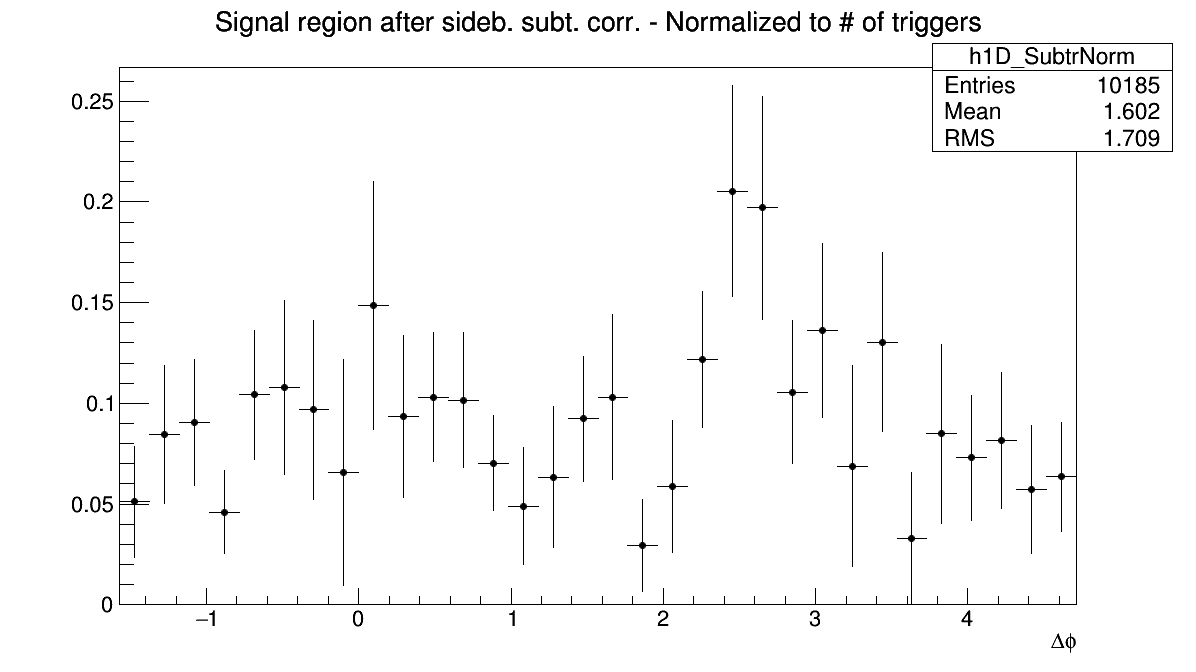 Signal region after sideb. subt. corr. - Normalized to # of triggers
h1D_SubtrNorm
Entries 10185
Mean 1.602
RMS 1.709
0.25
0.2
0.15
0.1
0.05
0
−1 0 1 2 3 4
Δϕ